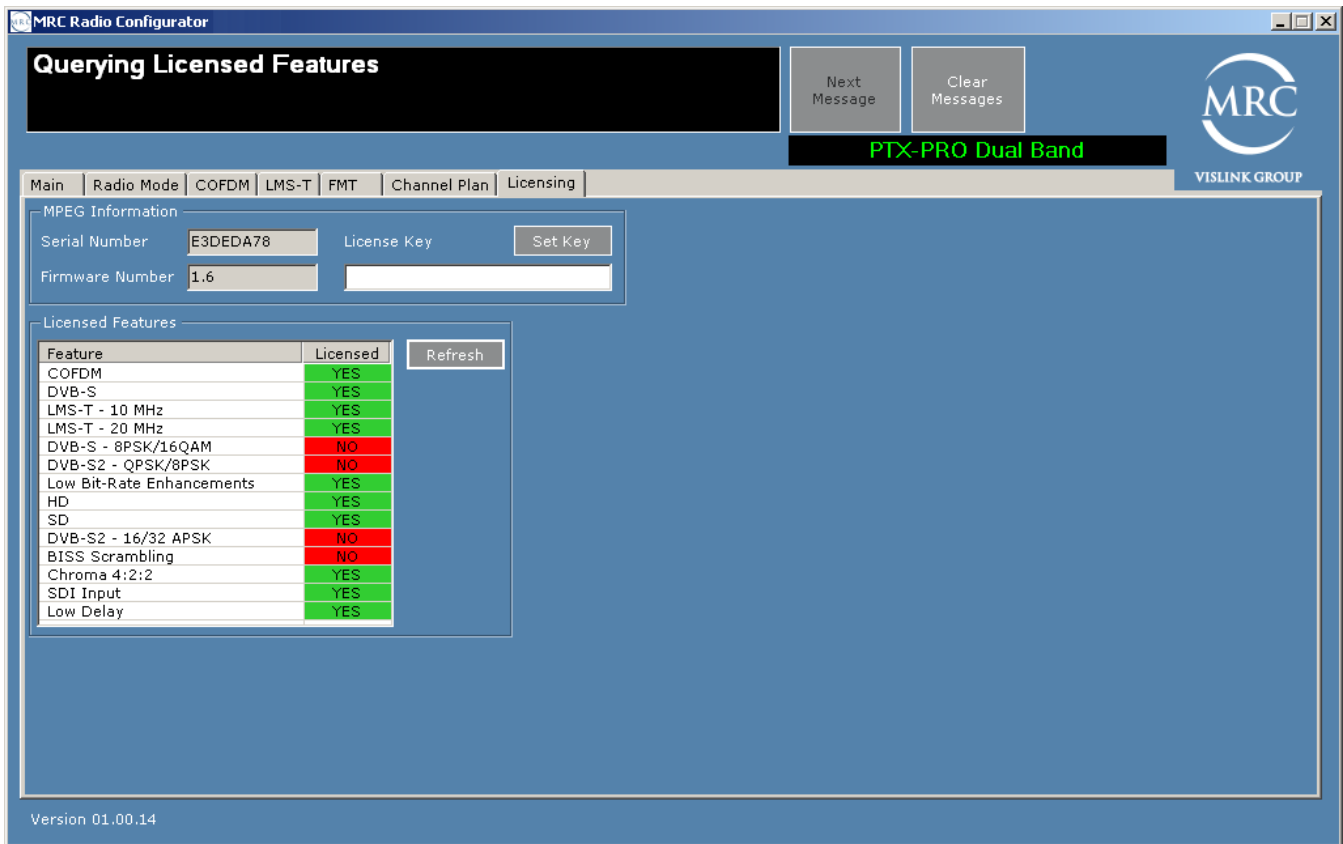 MRC Radio Configurator
Querying Licensed Features
Next
Message
Clear
Messages
MRC
PTX-PRO Dual Band
VISLINK GROUP
Main Radio Mode COFDM LMS-T FMT Channel Plan Licensing
MPEG Information
Serial Number E3DEDA78 License Key Set Key
Firmware Number 1.6
Licensed Features
Feature Licensed Refresh
COFDM YES
DVB-S YES
LMS-T - 10 MHz YES
LMS-T - 20 MHz YES
DVB-S - 8PSK/16QAM NO
DVB-S2 - QPSK/8PSK NO
Low Bit-Rate Enhancements YES
HD YES
SD YES
DVB-S2 - 16/32 APSK NO
BISS Scrambling NO
Chroma 4:2:2 YES
SDI Input YES
Low Delay YES
Version 01.00.14